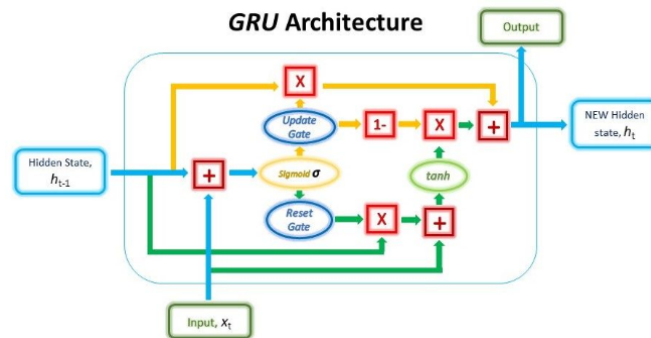 GRU Architecture
Output
X
Update
Gate
1-
X
+
NEW Hidden
state, hₜ
Hidden State,
hₜ₋₁
+
Sigmoid σ
tanh
Reset
Gate
X
+
Input, xₜ